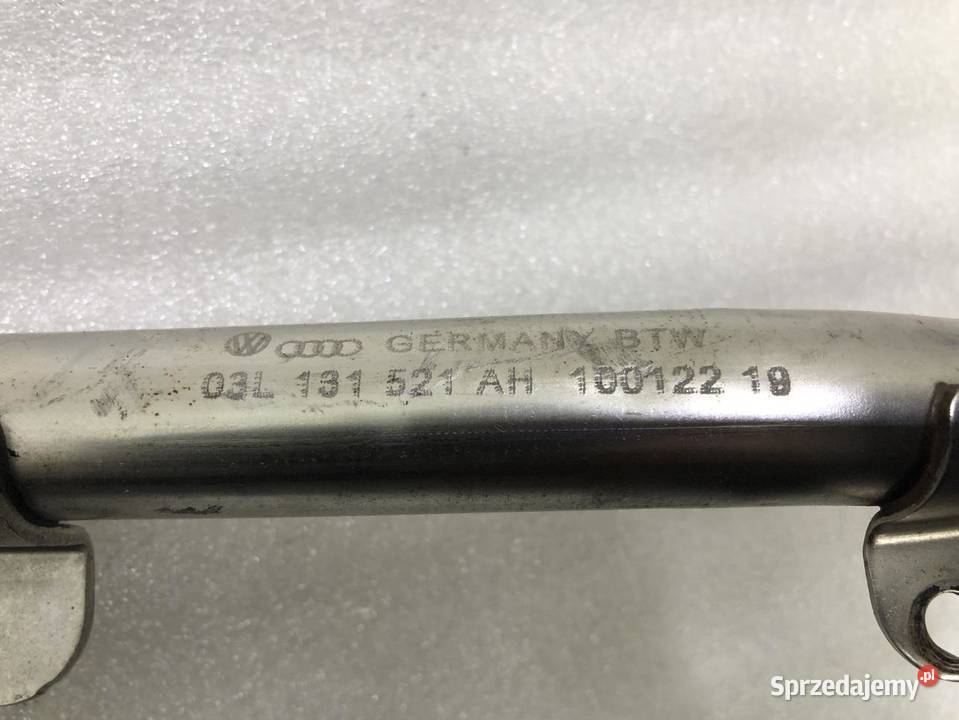 GERMANY BTW
03L 131 521 AH 100122 19
Sprzedajemy.pl